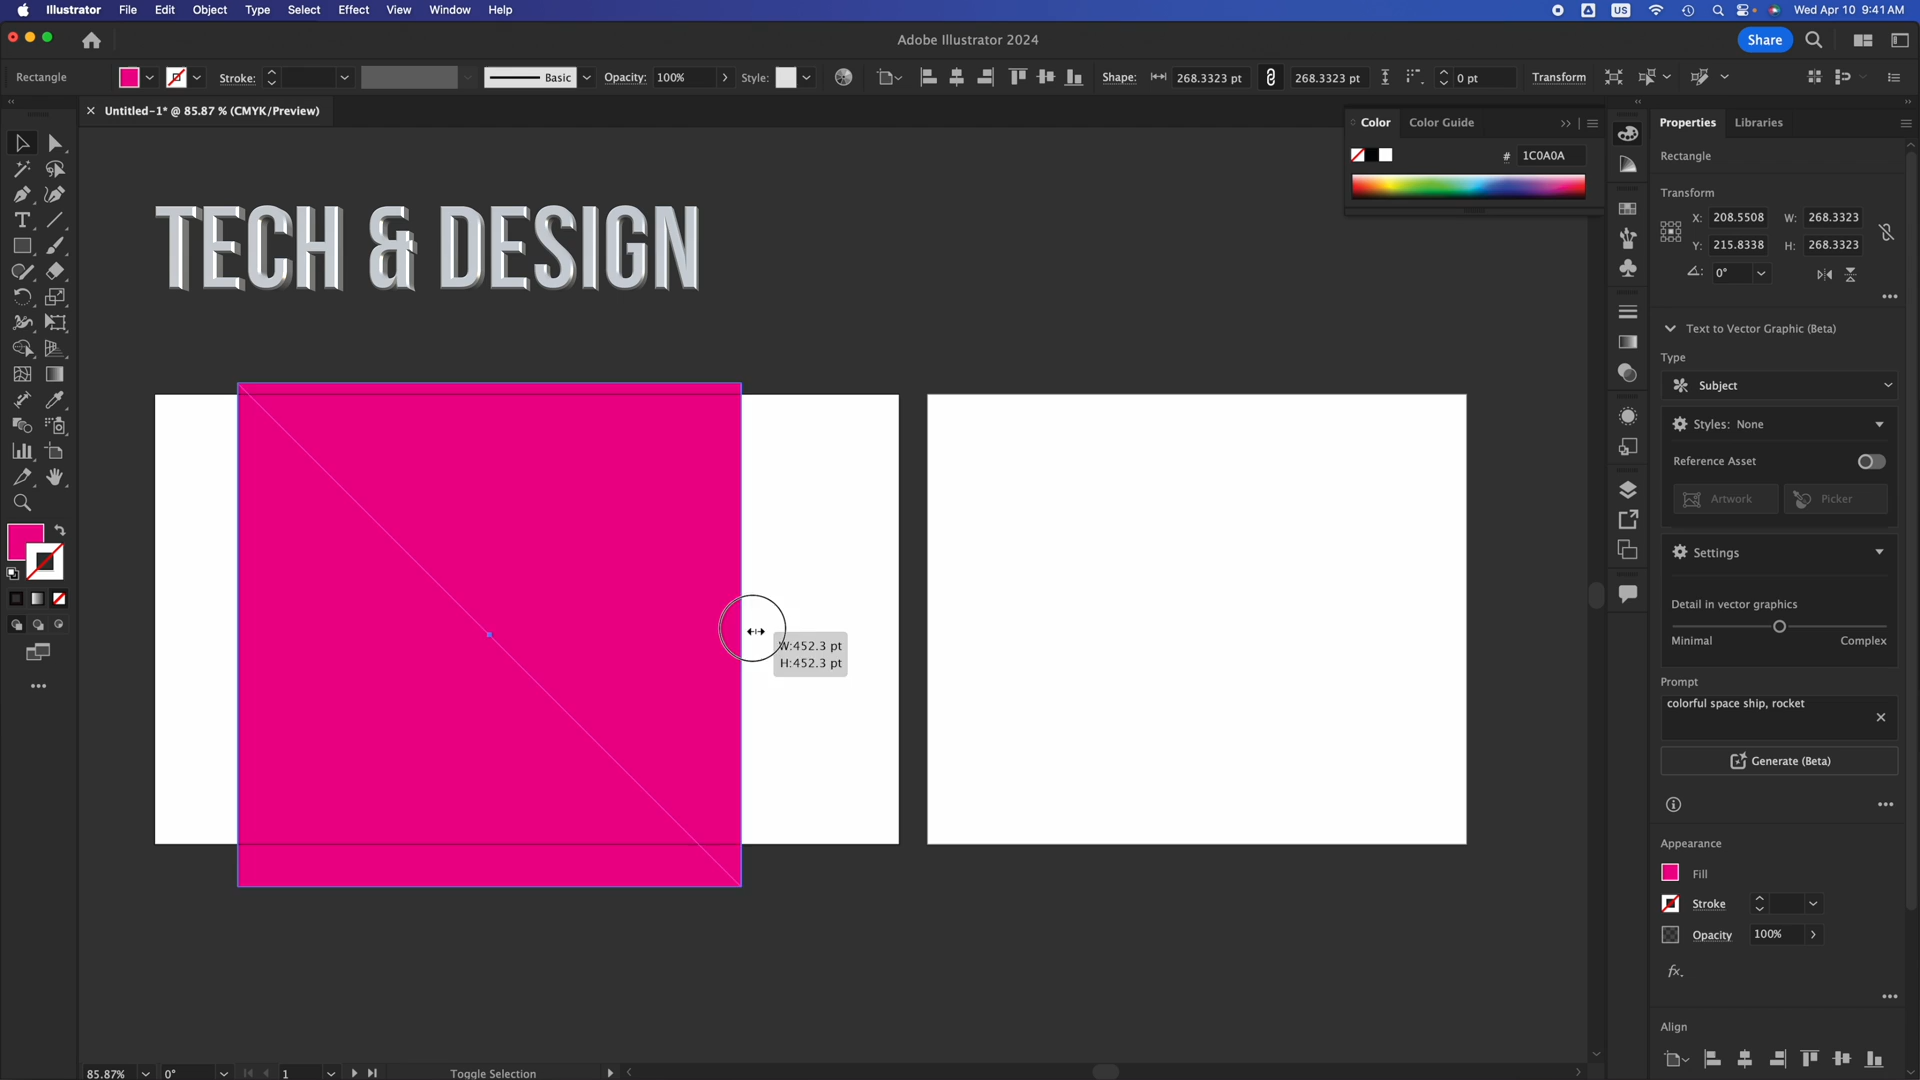 Illustrator File Edit Object Type Select Effect View Window Help
US
Wed Apr 10 9:41 AM
Adobe Illustrator 2024
Share
Rectangle
Stroke:
Basic
Opacity: 100%
Style:
Shape: 268.3323 pt
268.3323 pt
0 pt
Transform
Untitled-1* @ 85.87 % (CMYK/Preview)
Color Color Guide
# 1C0A0A
Properties Libraries
Rectangle
Transform
X: 208.5508 W: 268.3323
Y: 215.8338 H: 268.3323
0°
TECH & DESIGN
Text to Vector Graphic (Beta)
Type
Subject
Styles: None
Reference Asset
Artwork Picker
Settings
Detail in vector graphics
Minimal Complex
W:452.3 pt
H:452.3 pt
Prompt
colorful space ship, rocket
Generate (Beta)
Appearance
Fill
Stroke
Opacity 100%
fx.
Align
85.87% 0° 1 Toggle Selection